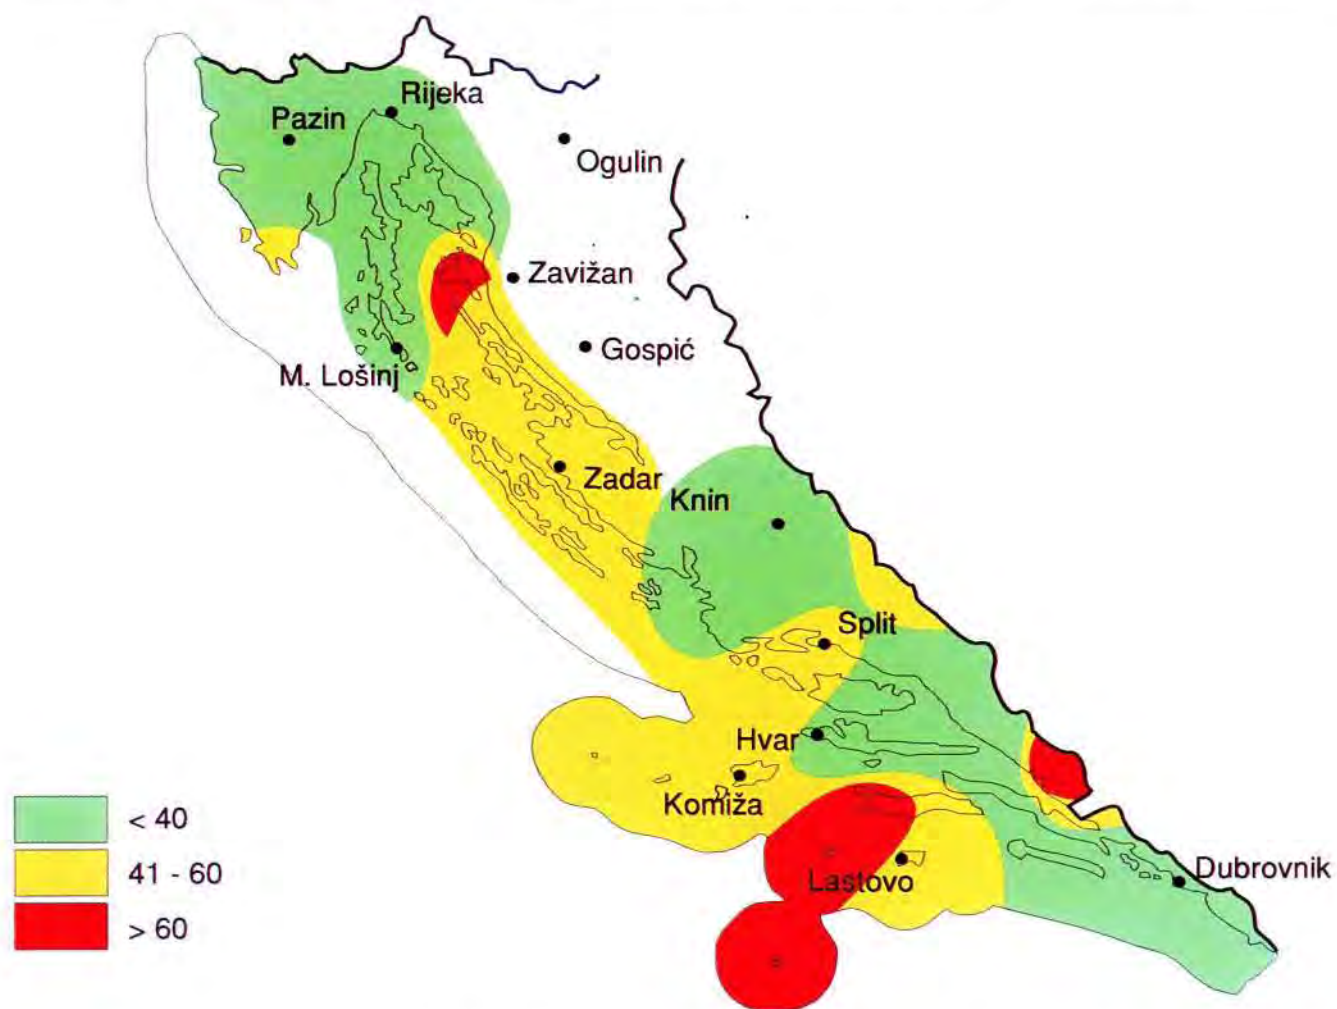 Rijeka
Pazin
Ogulin
Zavižan
Gospić
M. Lošinj
Zadar
Knin
Split
Hvar
Komiža
Lastovo
Dubrovnik
< 40
41 - 60
> 60